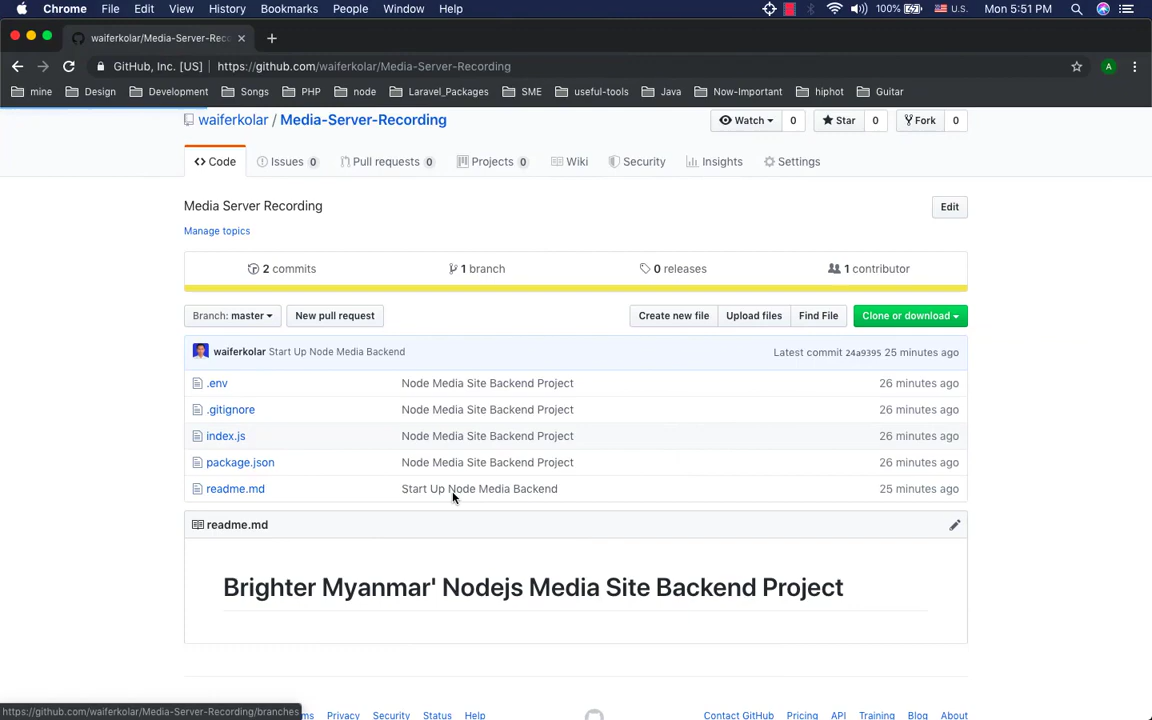 Chrome File Edit View History Bookmarks People Window Help 100% U.S. Mon 5:51 PM
waiferkolar/Media-Server-Reco
GitHub, Inc. [US] | https://github.com/waiferkolar/Media-Server-Recording A
mine Design Development Songs PHP node Laravel_Packages SME useful-tools Java Now-Important hiphot Guitar
waiferkolar / Media-Server-Recording Watch 0 Star 0 Fork 0
Code Issues 0 Pull requests 0 Projects 0 Wiki Security Insights Settings
Media Server Recording Edit
Manage topics
2 commits 1 branch 0 releases 1 contributor
Branch: master New pull request Create new file Upload files Find File Clone or download
waiferkolar Start Up Node Media Backend Latest commit 24a9395 25 minutes ago
.env Node Media Site Backend Project 26 minutes ago
.gitignore Node Media Site Backend Project 26 minutes ago
index.js Node Media Site Backend Project 26 minutes ago
package.json Node Media Site Backend Project 26 minutes ago
readme.md Start Up Node Media Backend 25 minutes ago
readme.md
Brighter Myanmar' Nodejs Media Site Backend Project
https://github.com/waiferkolar/Media-Server-Recording/branches ms Privacy Security Status Help Contact GitHub Pricing API Training Blog About